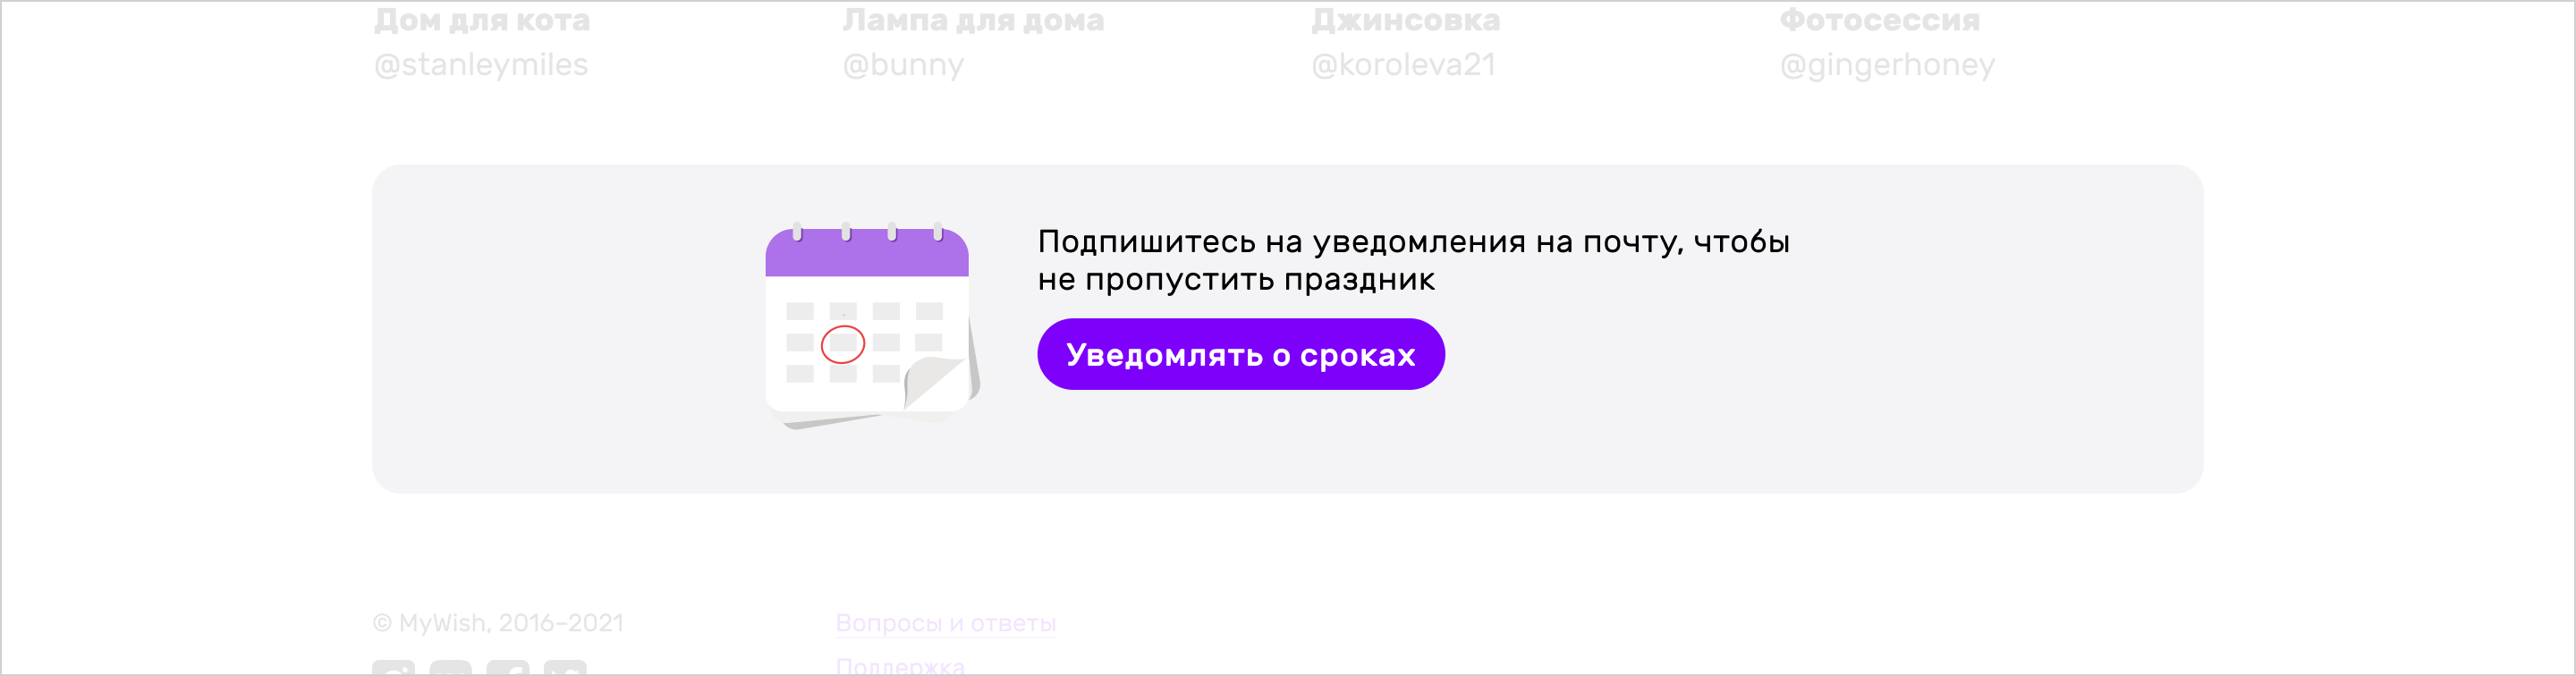 Дом для кота
Лампа для дома
Джинсовка
Фотосессия
@stanleymiles
@bunny
@koroleva21
@gingerhoney
Подпишитесь на уведомления на почту, чтобы
не пропустить праздник
Уведомлять о сроках
© MyWish, 2016–2021
Вопросы и ответы
Поддержка